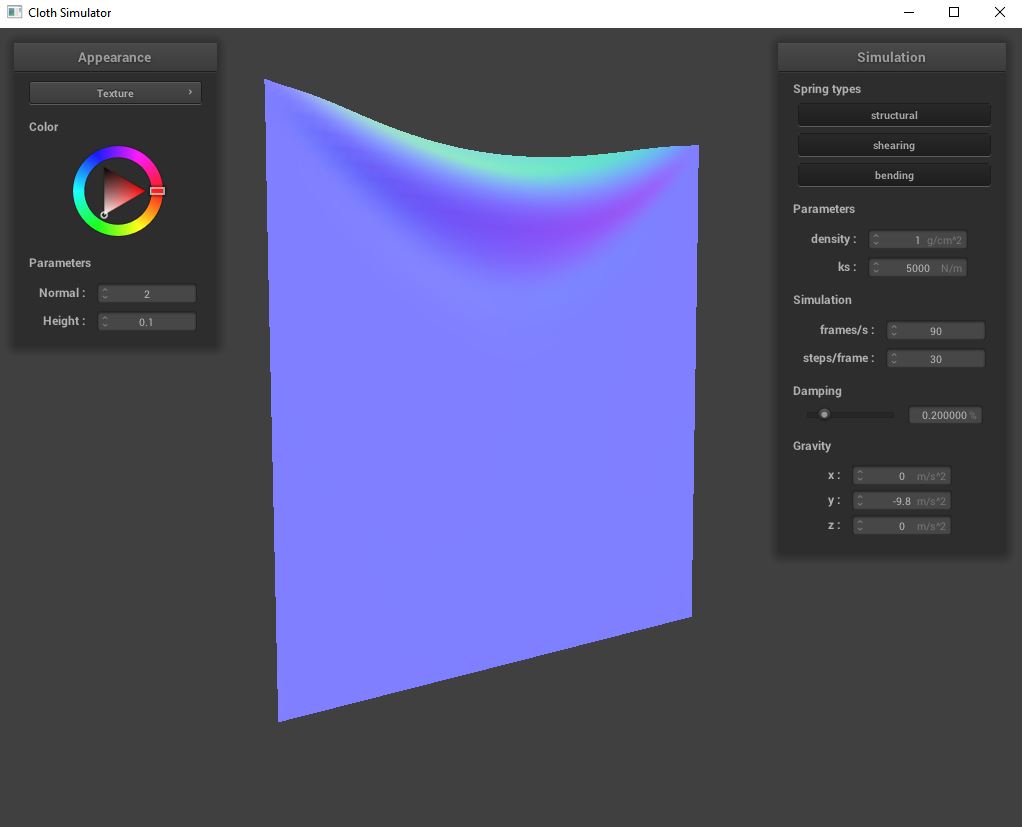 Cloth Simulator
Appearance
Texture
Color
Parameters
Normal : 2
Height : 0.1
Simulation
Spring types
structural
shearing
bending
Parameters
density : 1 g/cm^2
ks : 5000 N/m
Simulation
frames/s : 90
steps/frame : 30
Damping
0.200000 %
Gravity
x : 0 m/s^2
y : -9.8 m/s^2
z : 0 m/s^2